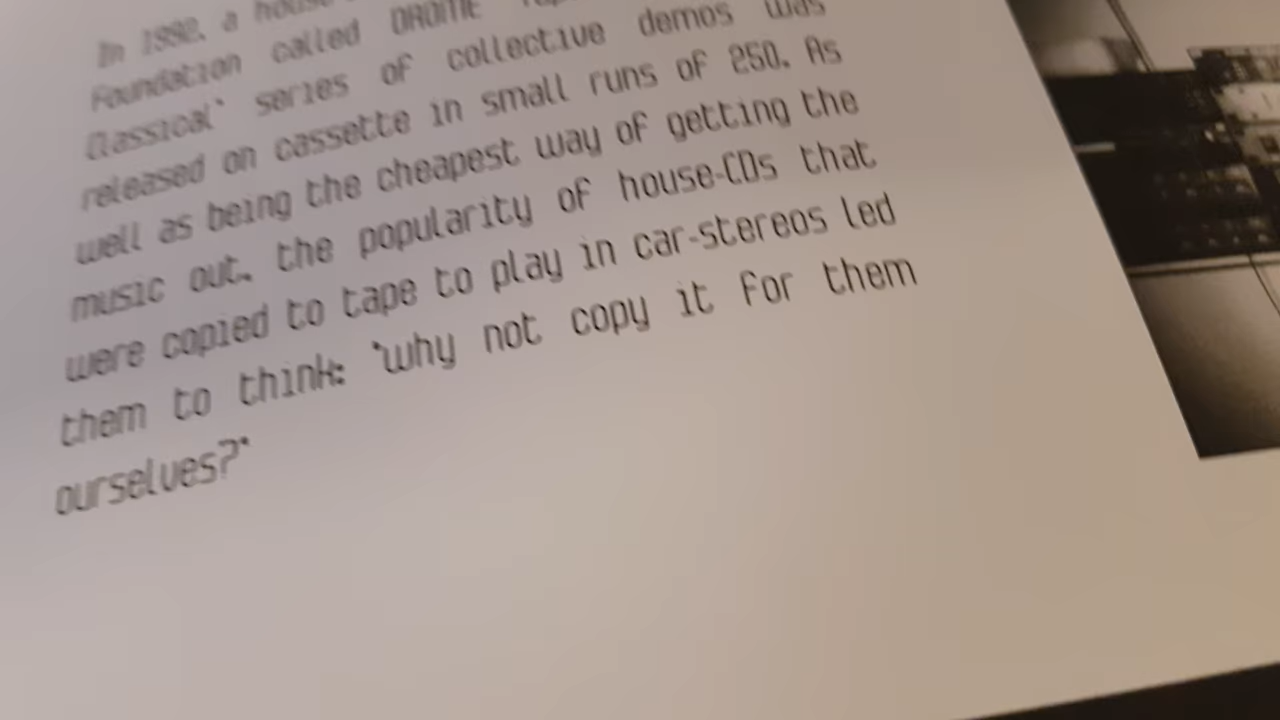 In 1992, a house
Foundation called DROME
Classical" series of collective demos was
released on cassette in small runs of 250. As
well as being the cheapest way of getting the
music out, the popularity of house-CDs that
were copied to tape to play in car-stereos led
them to think: "why not copy it for them
ourselves?"